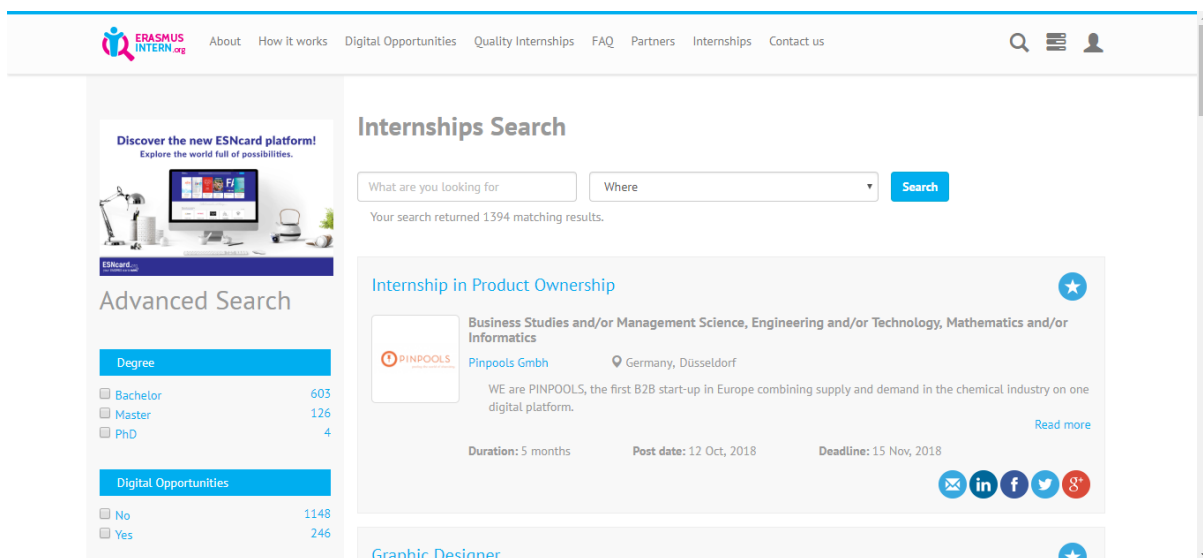 ERASMUS
INTERN.org
About How it works Digital Opportunities Quality Internships FAQ Partners Internships Contact us
Discover the new ESNcard platform!
Explore the world full of possibilities.
ESNcard
Advanced Search
Degree
Bachelor 603
Master 126
PhD 4
Digital Opportunities
No 1148
Yes 246
Internships Search
What are you looking for
Where
Search
Your search returned 1394 matching results.
Internship in Product Ownership
PINPOOLS
Business Studies and/or Management Science, Engineering and/or Technology, Mathematics and/or
Informatics
Pinpools Gmbh Germany, Düsseldorf
WE are PINPOOLS, the first B2B start-up in Europe combining supply and demand in the chemical industry on one
digital platform.
Read more
Duration: 5 months Post date: 12 Oct, 2018 Deadline: 15 Nov, 2018
in f g+
Graphic Designer